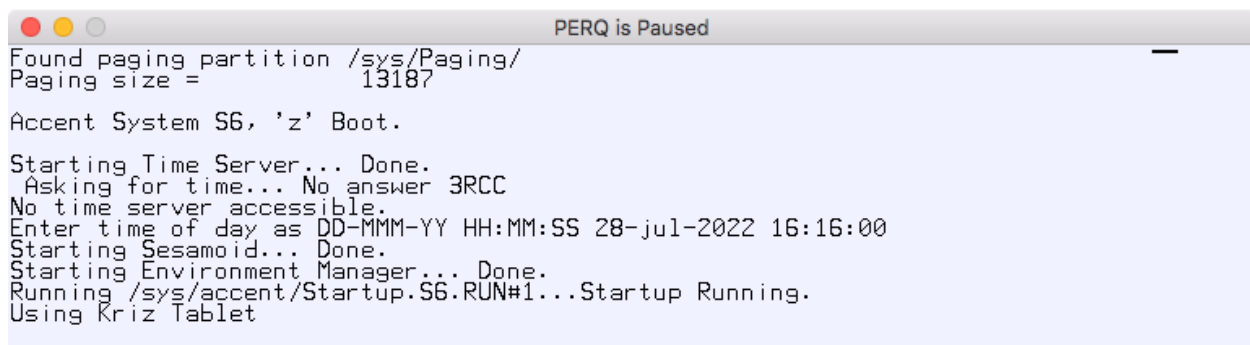 PERQ is Paused
Found paging partition /sys/Paging/
Paging size =            13187
Accent System S6, 'z' Boot.
Starting Time Server... Done.
 Asking for time... No answer 3RCC
No time server accessible.
Enter time of day as DD-MMM-YY HH:MM:SS 28-jul-2022 16:16:00
Starting Sesamoid... Done.
Starting Environment Manager... Done.
Running /sys/accent/Startup.S6.RUN#1...Startup Running.
Using Kriz Tablet